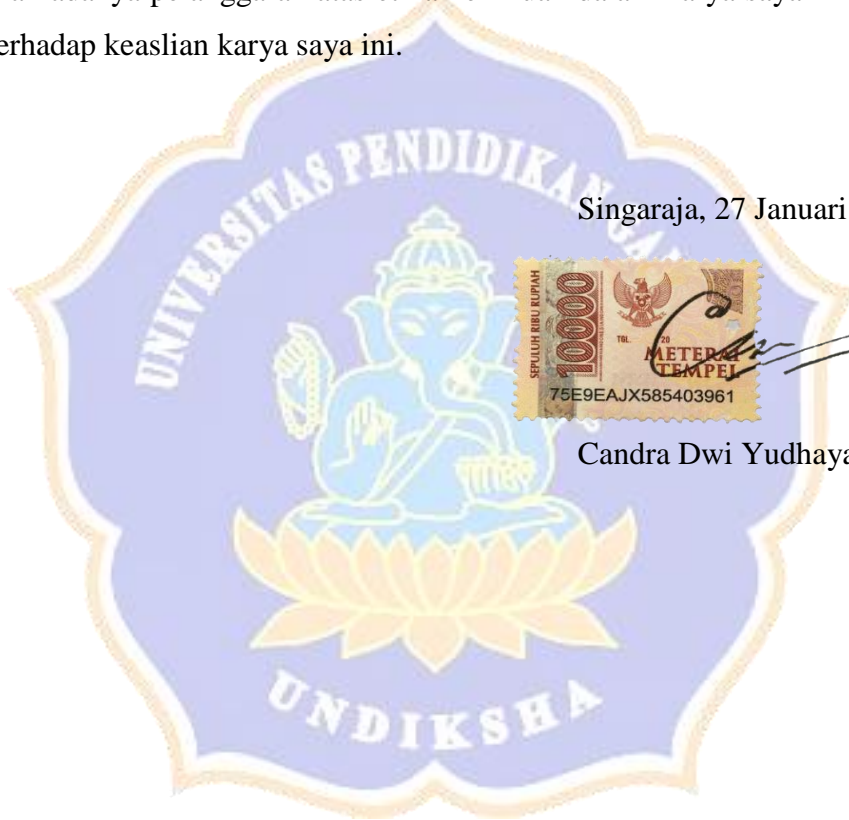 erhadap keaslian karya saya ini.
UNIVERSITAS PENDIDIKAN GA
Singaraja, 27 Januari
SEPULUH RIBU RUPIAH
10000
TGL. 20
METERAI
TEMPEL
75E9EAJX585403961
Candra Dwi Yudhaya
UNDIKSHA